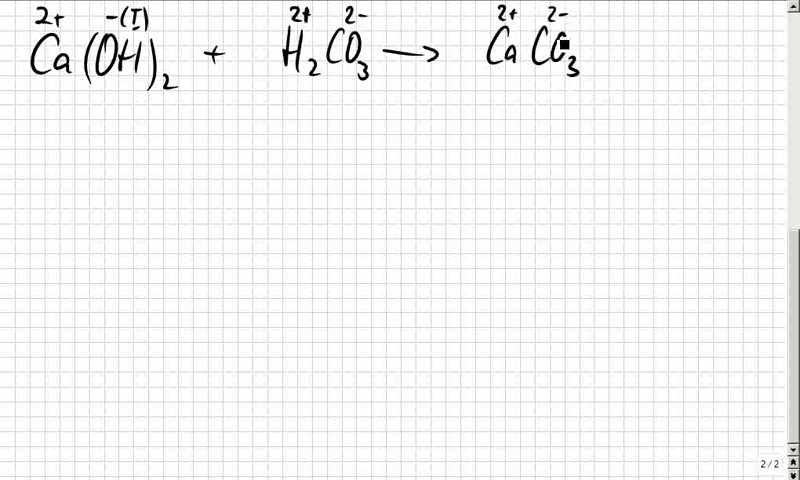 2+ -(I) 2+ 2- 2+ 2-
Ca(OH)₂ + H₂CO₃ → CaCO₃
2/2